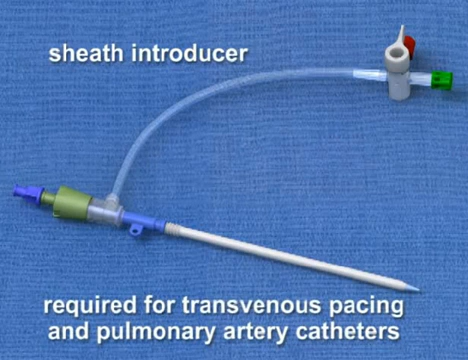 sheath introducer
required for transvenous pacing
and pulmonary artery catheters